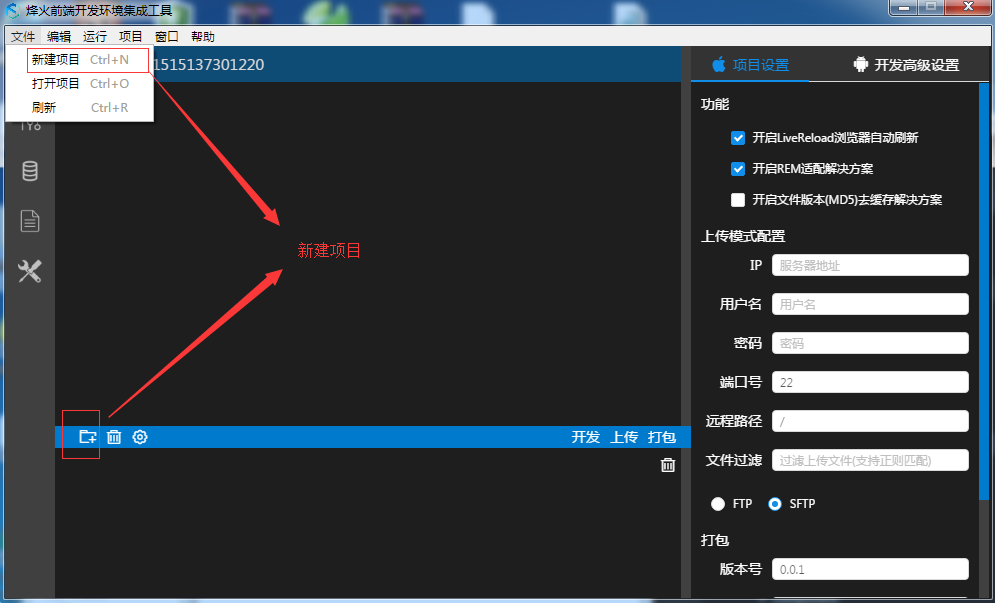 烽火前端开发环境集成工具
文件 编辑 运行 项目 窗口 帮助
新建项目 Ctrl+N
打开项目 Ctrl+O
刷新 Ctrl+R
1515137301220
新建项目
开发 上传 打包
项目设置 开发高级设置
功能
开启LiveReload浏览器自动刷新
开启REM适配解决方案
开启文件版本(MD5)去缓存解决方案
上传模式配置
IP 服务器地址
用户名 用户名
密码 密码
端口号 22
远程路径 /
文件过滤 过滤上传文件(支持正则匹配)
FTP SFTP
打包
版本号 0.0.1